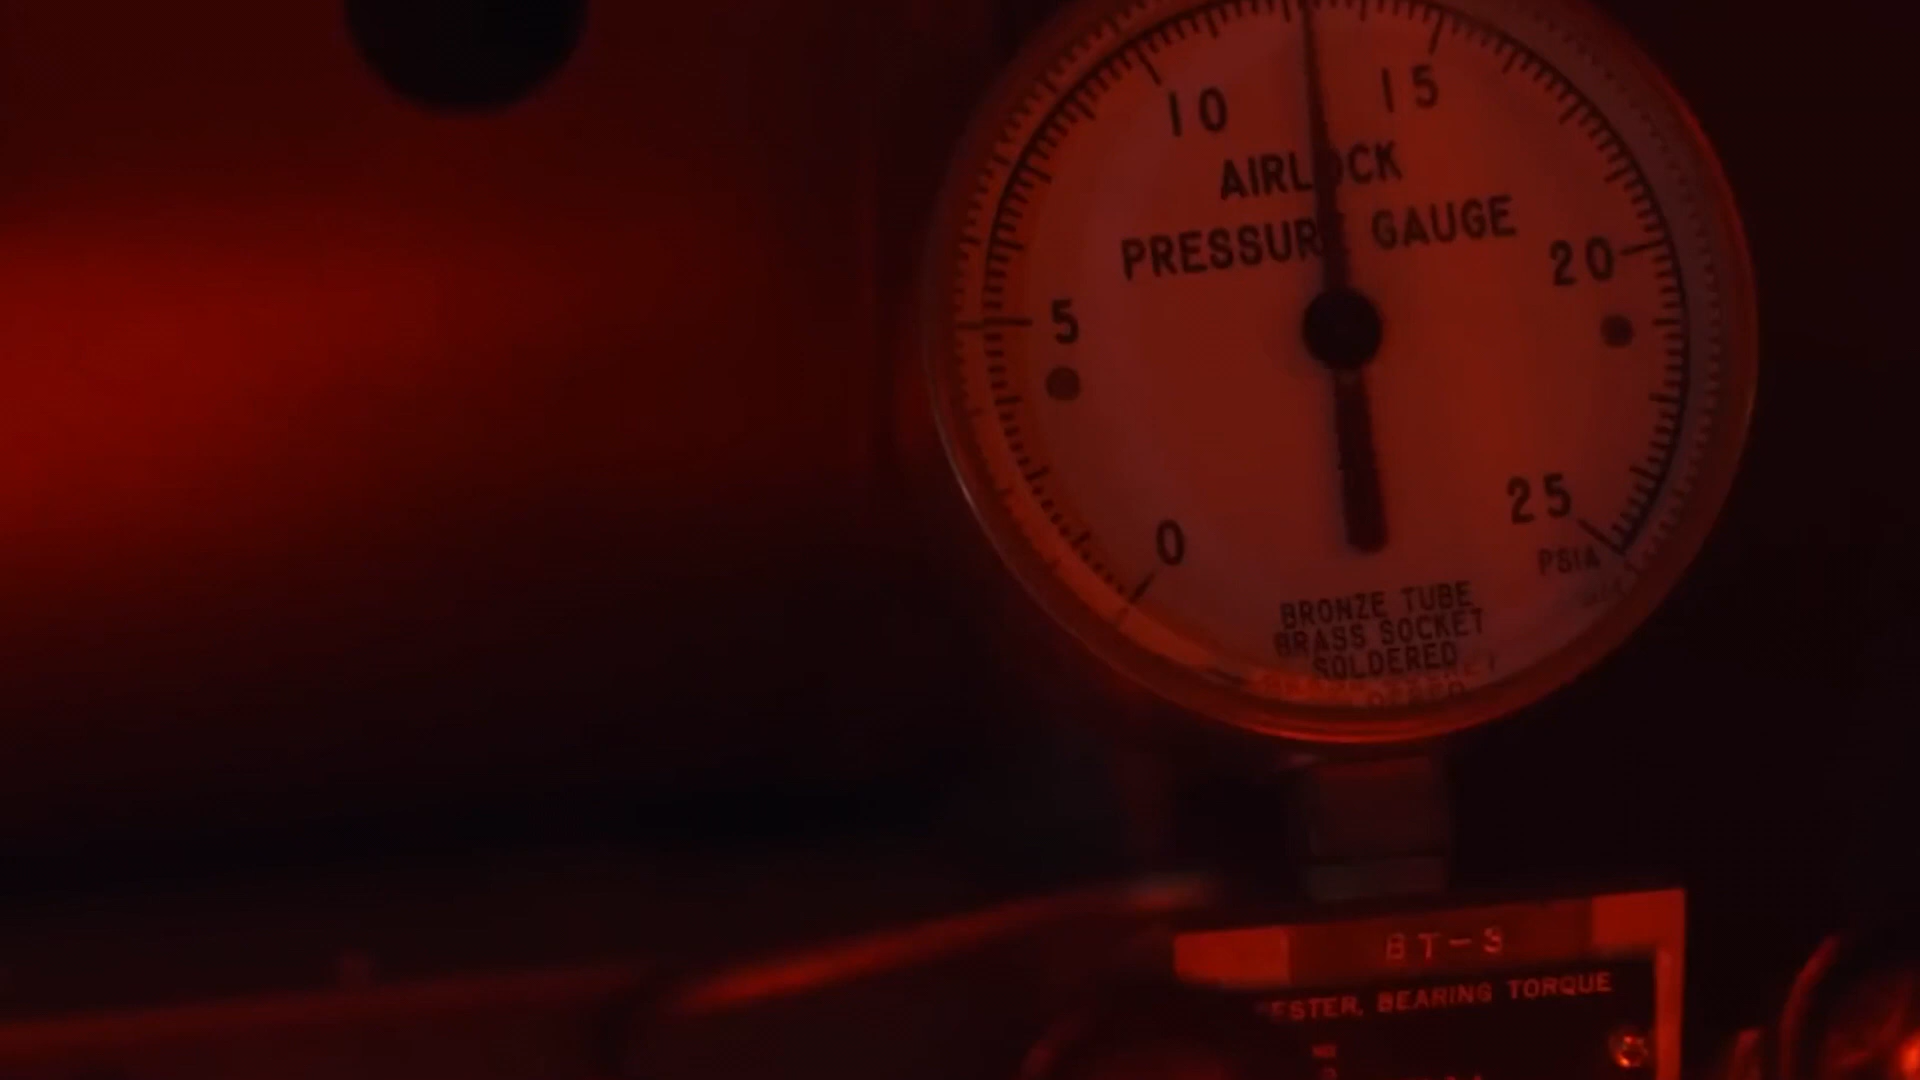 10
15
AIRLOCK
PRESSURE GAUGE
20
5
25
0
PSIA
BRONZE TUBE
BRASS SOCKET
SOLDERED
BT-3
ESTER, BEARING TORQUE